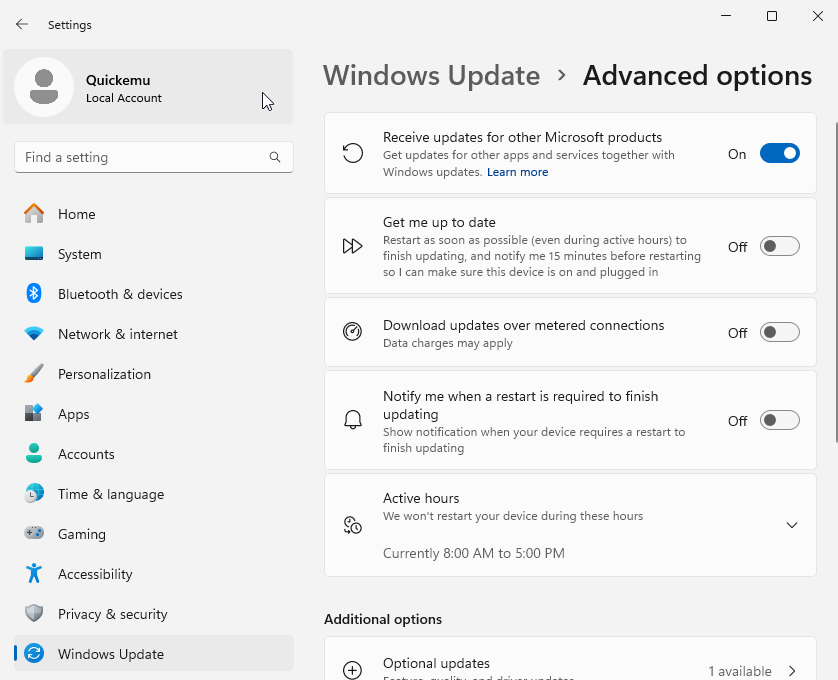 Settings
Quickemu
Local Account
Find a setting
Home
System
Bluetooth & devices
Network & internet
Personalization
Apps
Accounts
Time & language
Gaming
Accessibility
Privacy & security
Windows Update
Windows Update › Advanced options
Receive updates for other Microsoft products
Get updates for other apps and services together with
Windows updates. Learn more
On
Get me up to date
Restart as soon as possible (even during active hours) to
finish updating, and notify me 15 minutes before restarting
so I can make sure this device is on and plugged in
Off
Download updates over metered connections
Data charges may apply
Off
Notify me when a restart is required to finish
updating
Show notification when your device requires a restart to
finish updating
Off
Active hours
We won't restart your device during these hours
Currently 8:00 AM to 5:00 PM
Additional options
Optional updates
Feature, quality, and driver updates
1 available